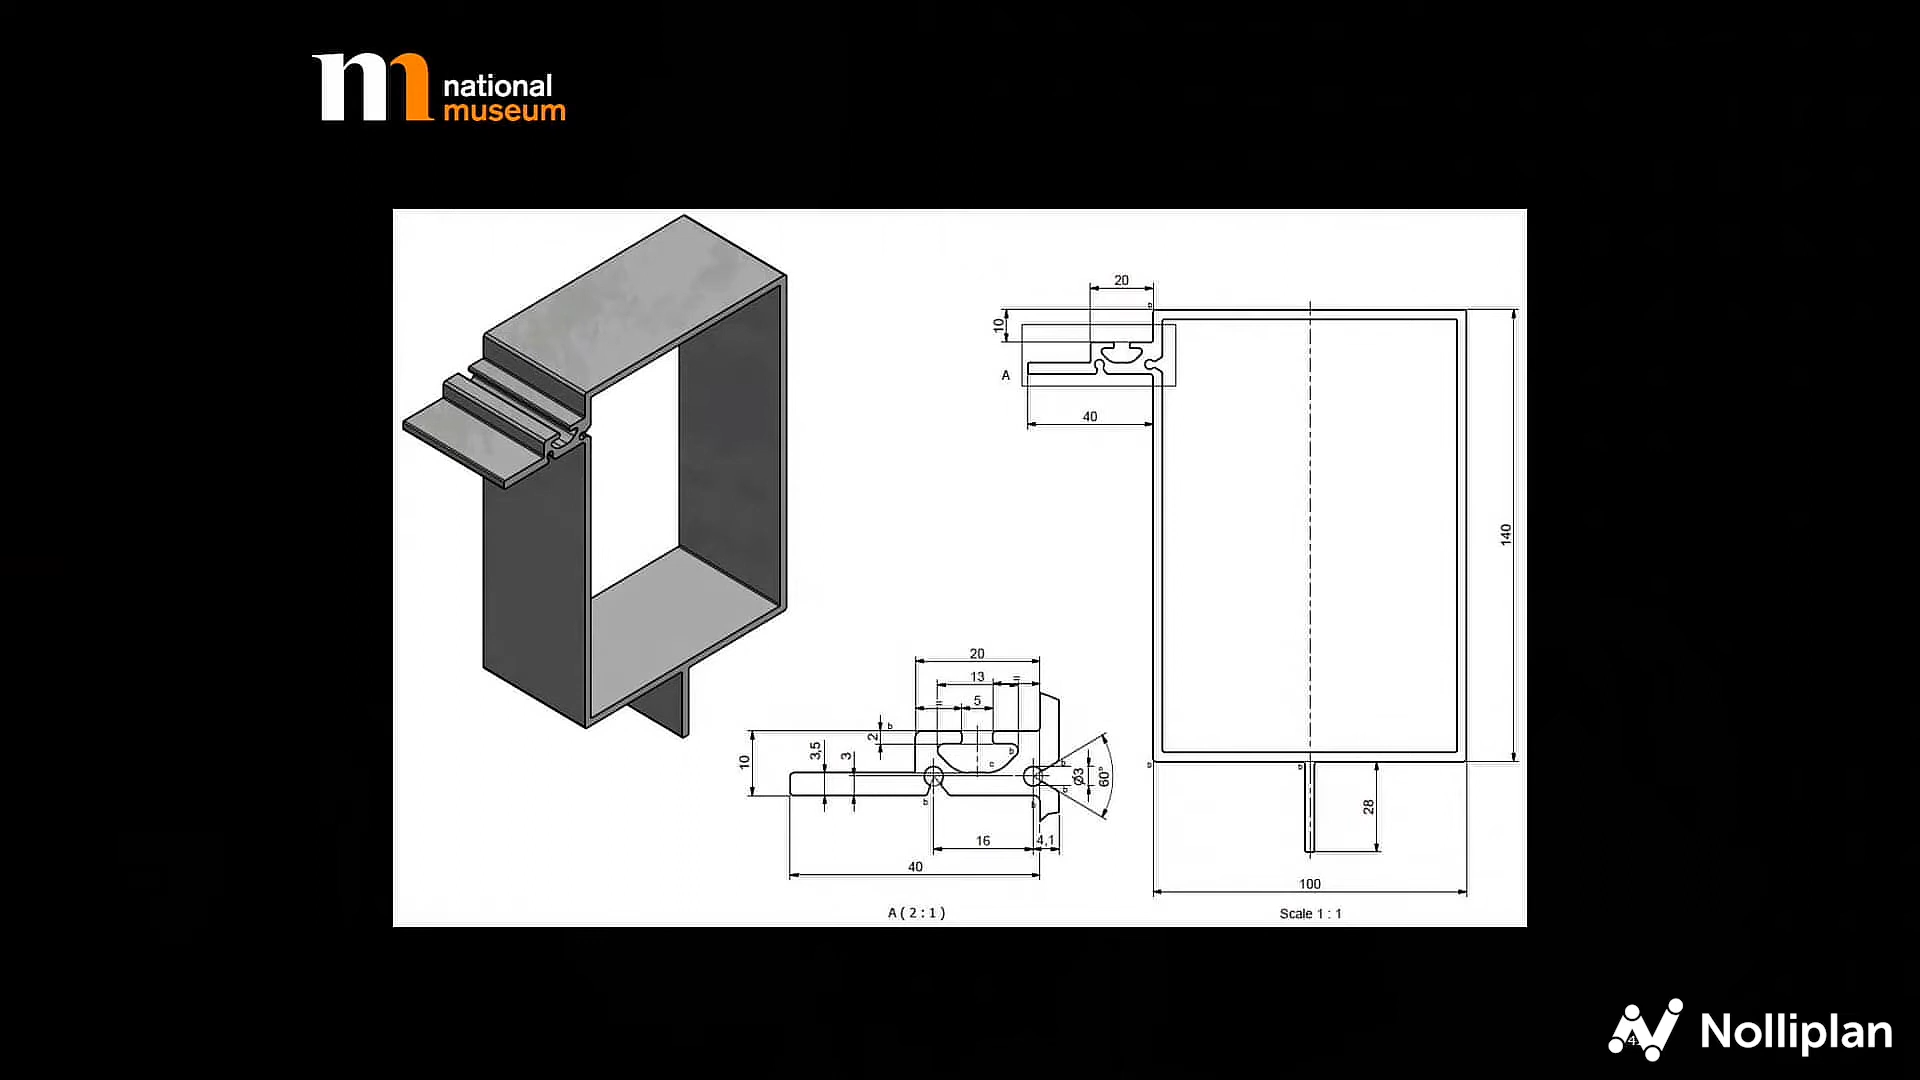 national
museum
20
10
A
40
140
28
100
Scale 1 : 1
20
13
=
=
5
b
2
3,5
3
10
b
c
b
b
Ø3
60°
b
b
16
4,1
40
A ( 2 : 1 )
b
b
b
Nolliplan